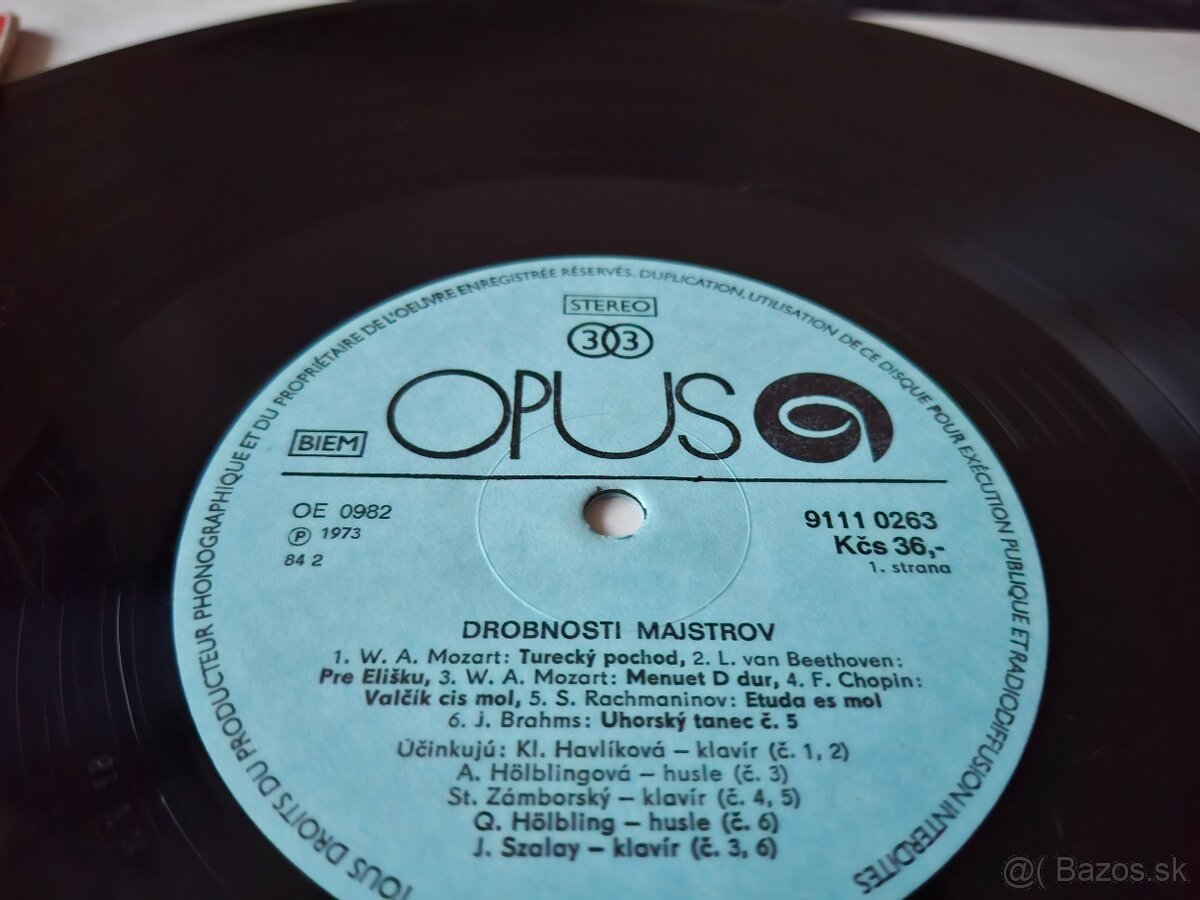 TOUS DROITS DU PRODUCTEUR PHONOGRAPHIQUE ET DU PROPRIÉTAIRE DE L'OEUVRE ENREGISTRÉE RÉSERVÉS. DUPLICATION, UTILISATION DE CE DISQUE POUR EXÉCUTION PUBLIQUE ET RADIODIFFUSION INTERDITES
STEREO
33
OPUS
BIEM
OE 0982
℗ 1973
84 2
9111 0263
Kčs 36,-
1. strana
DROBNOSTI MAJSTROV
1. W. A. Mozart: Turecký pochod, 2. L. van Beethoven:
Pre Elišku, 3. W. A. Mozart: Menuet D dur, 4. F. Chopin:
Valčík cis mol, 5. S. Rachmaninov: Etuda es mol
6. J. Brahms: Uhorský tanec č. 5
Účinkujú: Kl. Havlíková – klavír (č. 1, 2)
A. Hölblingová – husle (č. 3)
St. Zámborský – klavír (č. 4, 5)
Q. Hölbling – husle (č. 6)
J. Szalay – klavír (č. 3, 6)
@( Bazos.sk